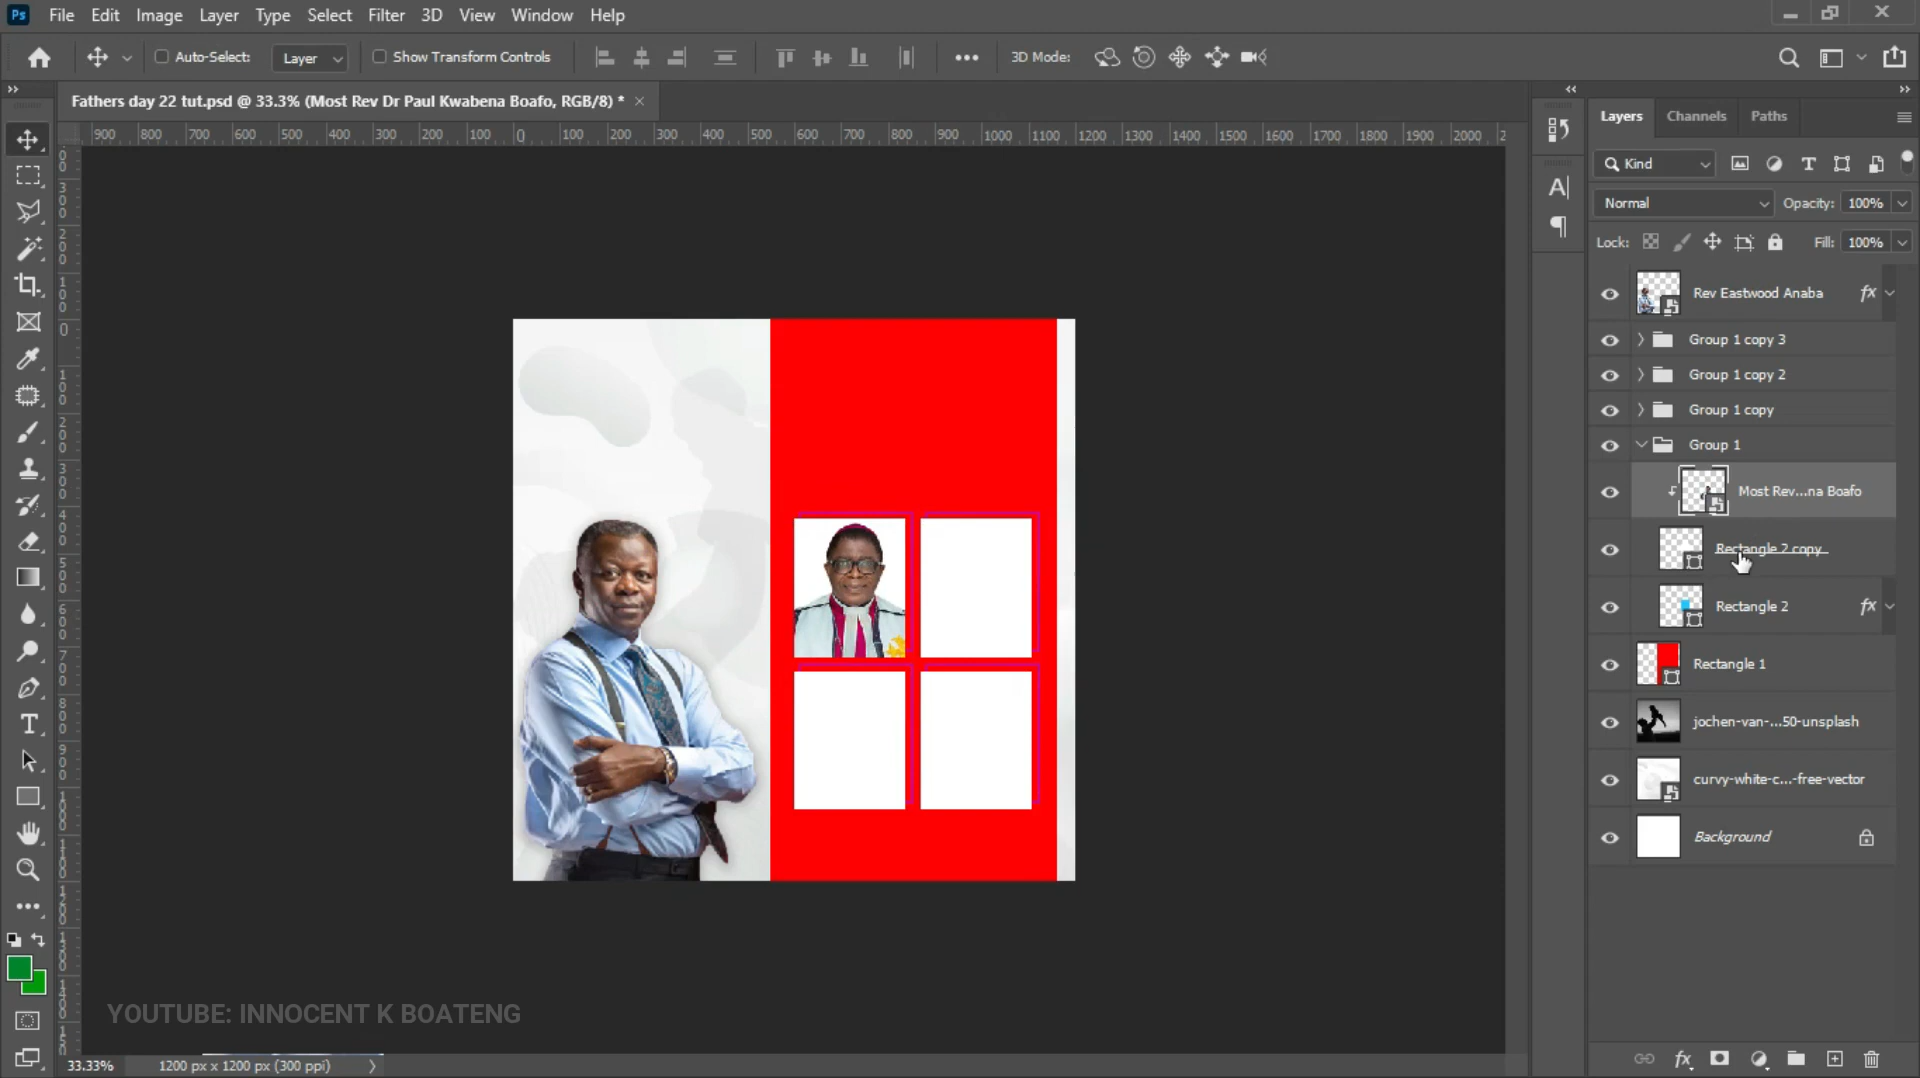 File Edit Image Layer Type Select Filter 3D View Window Help
Auto-Select: Layer Show Transform Controls 3D Mode:
Fathers day 22 tut.psd @ 33.3% (Most Rev Dr Paul Kwabena Boafo, RGB/8) *
900 800 700 600 500 400 300 200 100 0 100 200 300 400 500 600 700 800 900 1000 1100 1200 1300 1400 1500 1600 1700 1800 1900 2000 2
Layers Channels Paths
Kind
Normal Opacity: 100%
Lock: Fill: 100%
Rev Eastwood Anaba fx
Group 1 copy 3
Group 1 copy 2
Group 1 copy
Group 1
Most Rev...na Boafo
Rectangle 2 copy
Rectangle 2 fx
Rectangle 1
jochen-van-...50-unsplash
curvy-white-c...-free-vector
Background
YOUTUBE: INNOCENT K BOATENG
33.33% 1200 px x 1200 px (300 ppi)